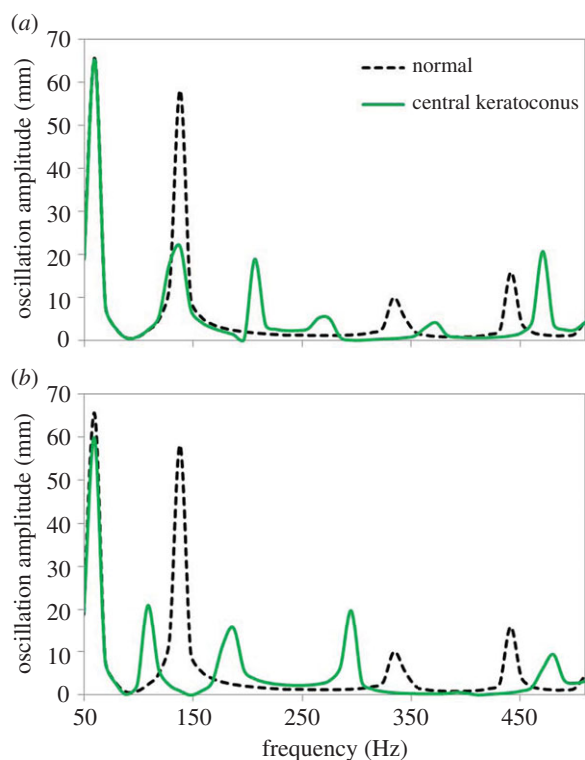 (a)
70
60
50
40
30
20
10
0
oscillation amplitude (mm)
normal
central keratoconus
(b)
70
60
50
40
30
20
10
0
oscillation amplitude (mm)
50 150 250 350 450
frequency (Hz)